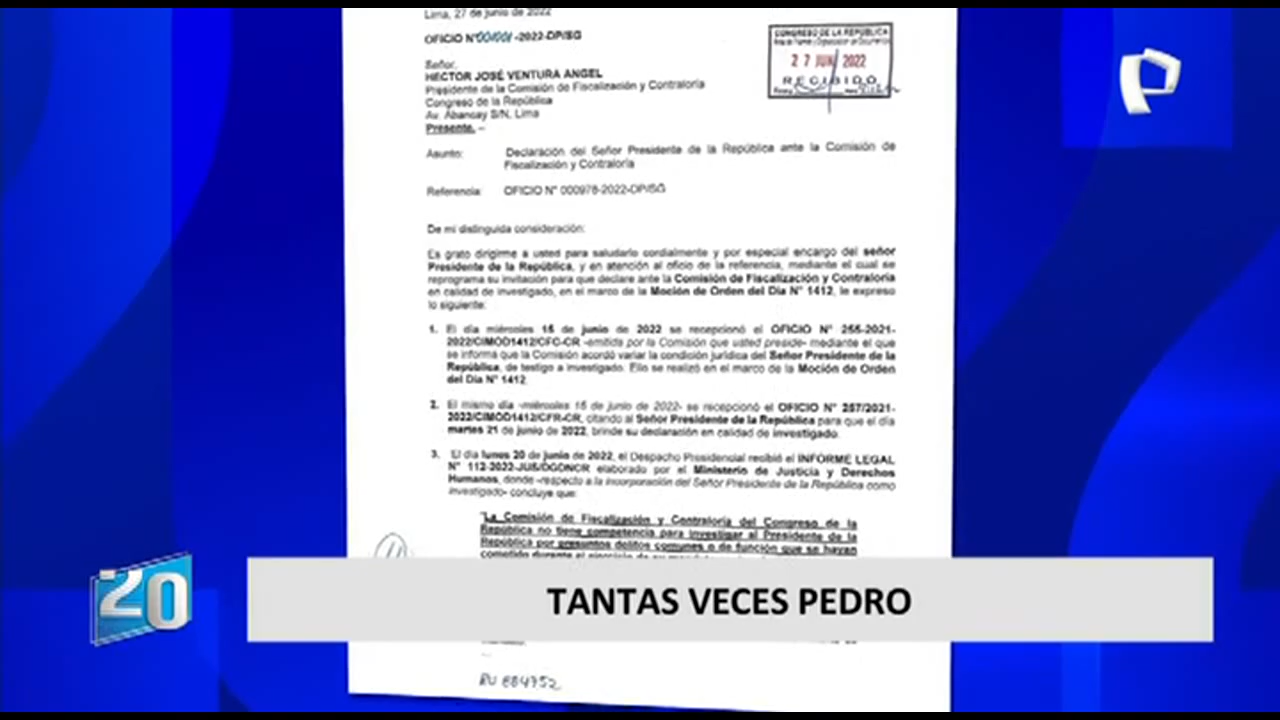 Lima, 27 de junio de 2022
OFICIO N° -2022-DP/SG
Señor,
HECTOR JOSÉ VENTURA ANGEL
Presidente de la Comisión de Fiscalización y Contraloría
Congreso de la República
Av. Abancay S/N, Lima
Presente. –
CONGRESO DE LA REPÚBLICA
27 JUN 2022
RECIBIDO
Asunto: Declaración del Señor Presidente de la República ante la Comisión de
Fiscalización y Contraloría
Referencia: OFICIO N° 000978-2022-DP/SG
De mi distinguida consideración:
Es grato dirigirme a usted para saludarlo cordialmente y por especial encargo del señor
Presidente de la República, y en atención al oficio de la referencia, mediante el cual se
reprograma su invitación para que declare ante la Comisión de Fiscalización y Contraloría
en calidad de investigado, en el marco de la Moción de Orden del Día N° 1412, le expreso
lo siguiente:
1. El día miércoles 15 de junio de 2022 se recepcionó el OFICIO N° 255-2021-
2022/CIMOD1412/CFC-CR -emitida por la Comisión que usted preside- mediante el que
se informa que la Comisión acordó variar la condición jurídica del Señor Presidente de la
República, de testigo a investigado. Ello se realizó en el marco de la Moción de Orden
del Día N° 1412.
2. El mismo día -miércoles 15 de junio de 2022- se recepcionó el OFICIO N° 257/2021-
2022/CIMOD1412/CFR-CR, citando al Señor Presidente de la República para que el día
martes 21 de junio de 2022, brinde su declaración en calidad de investigado.
3. El día lunes 20 de junio de 2022, el Despacho Presidencial recibió el INFORME LEGAL
N° 112-2022-JUS/DGDNCR elaborado por el Ministerio de Justicia y Derechos
Humanos, donde -respecto a la incorporación del Señor Presidente de la República como
investigado- concluye que:
"La Comisión de Fiscalización y Contraloría del Congreso de la
República no tiene competencia para investigar al Presidente de la
República por presuntos delitos comunes o de función que se hayan
cometido durante el ejercicio de su
20
TANTAS VECES PEDRO
RU 884752